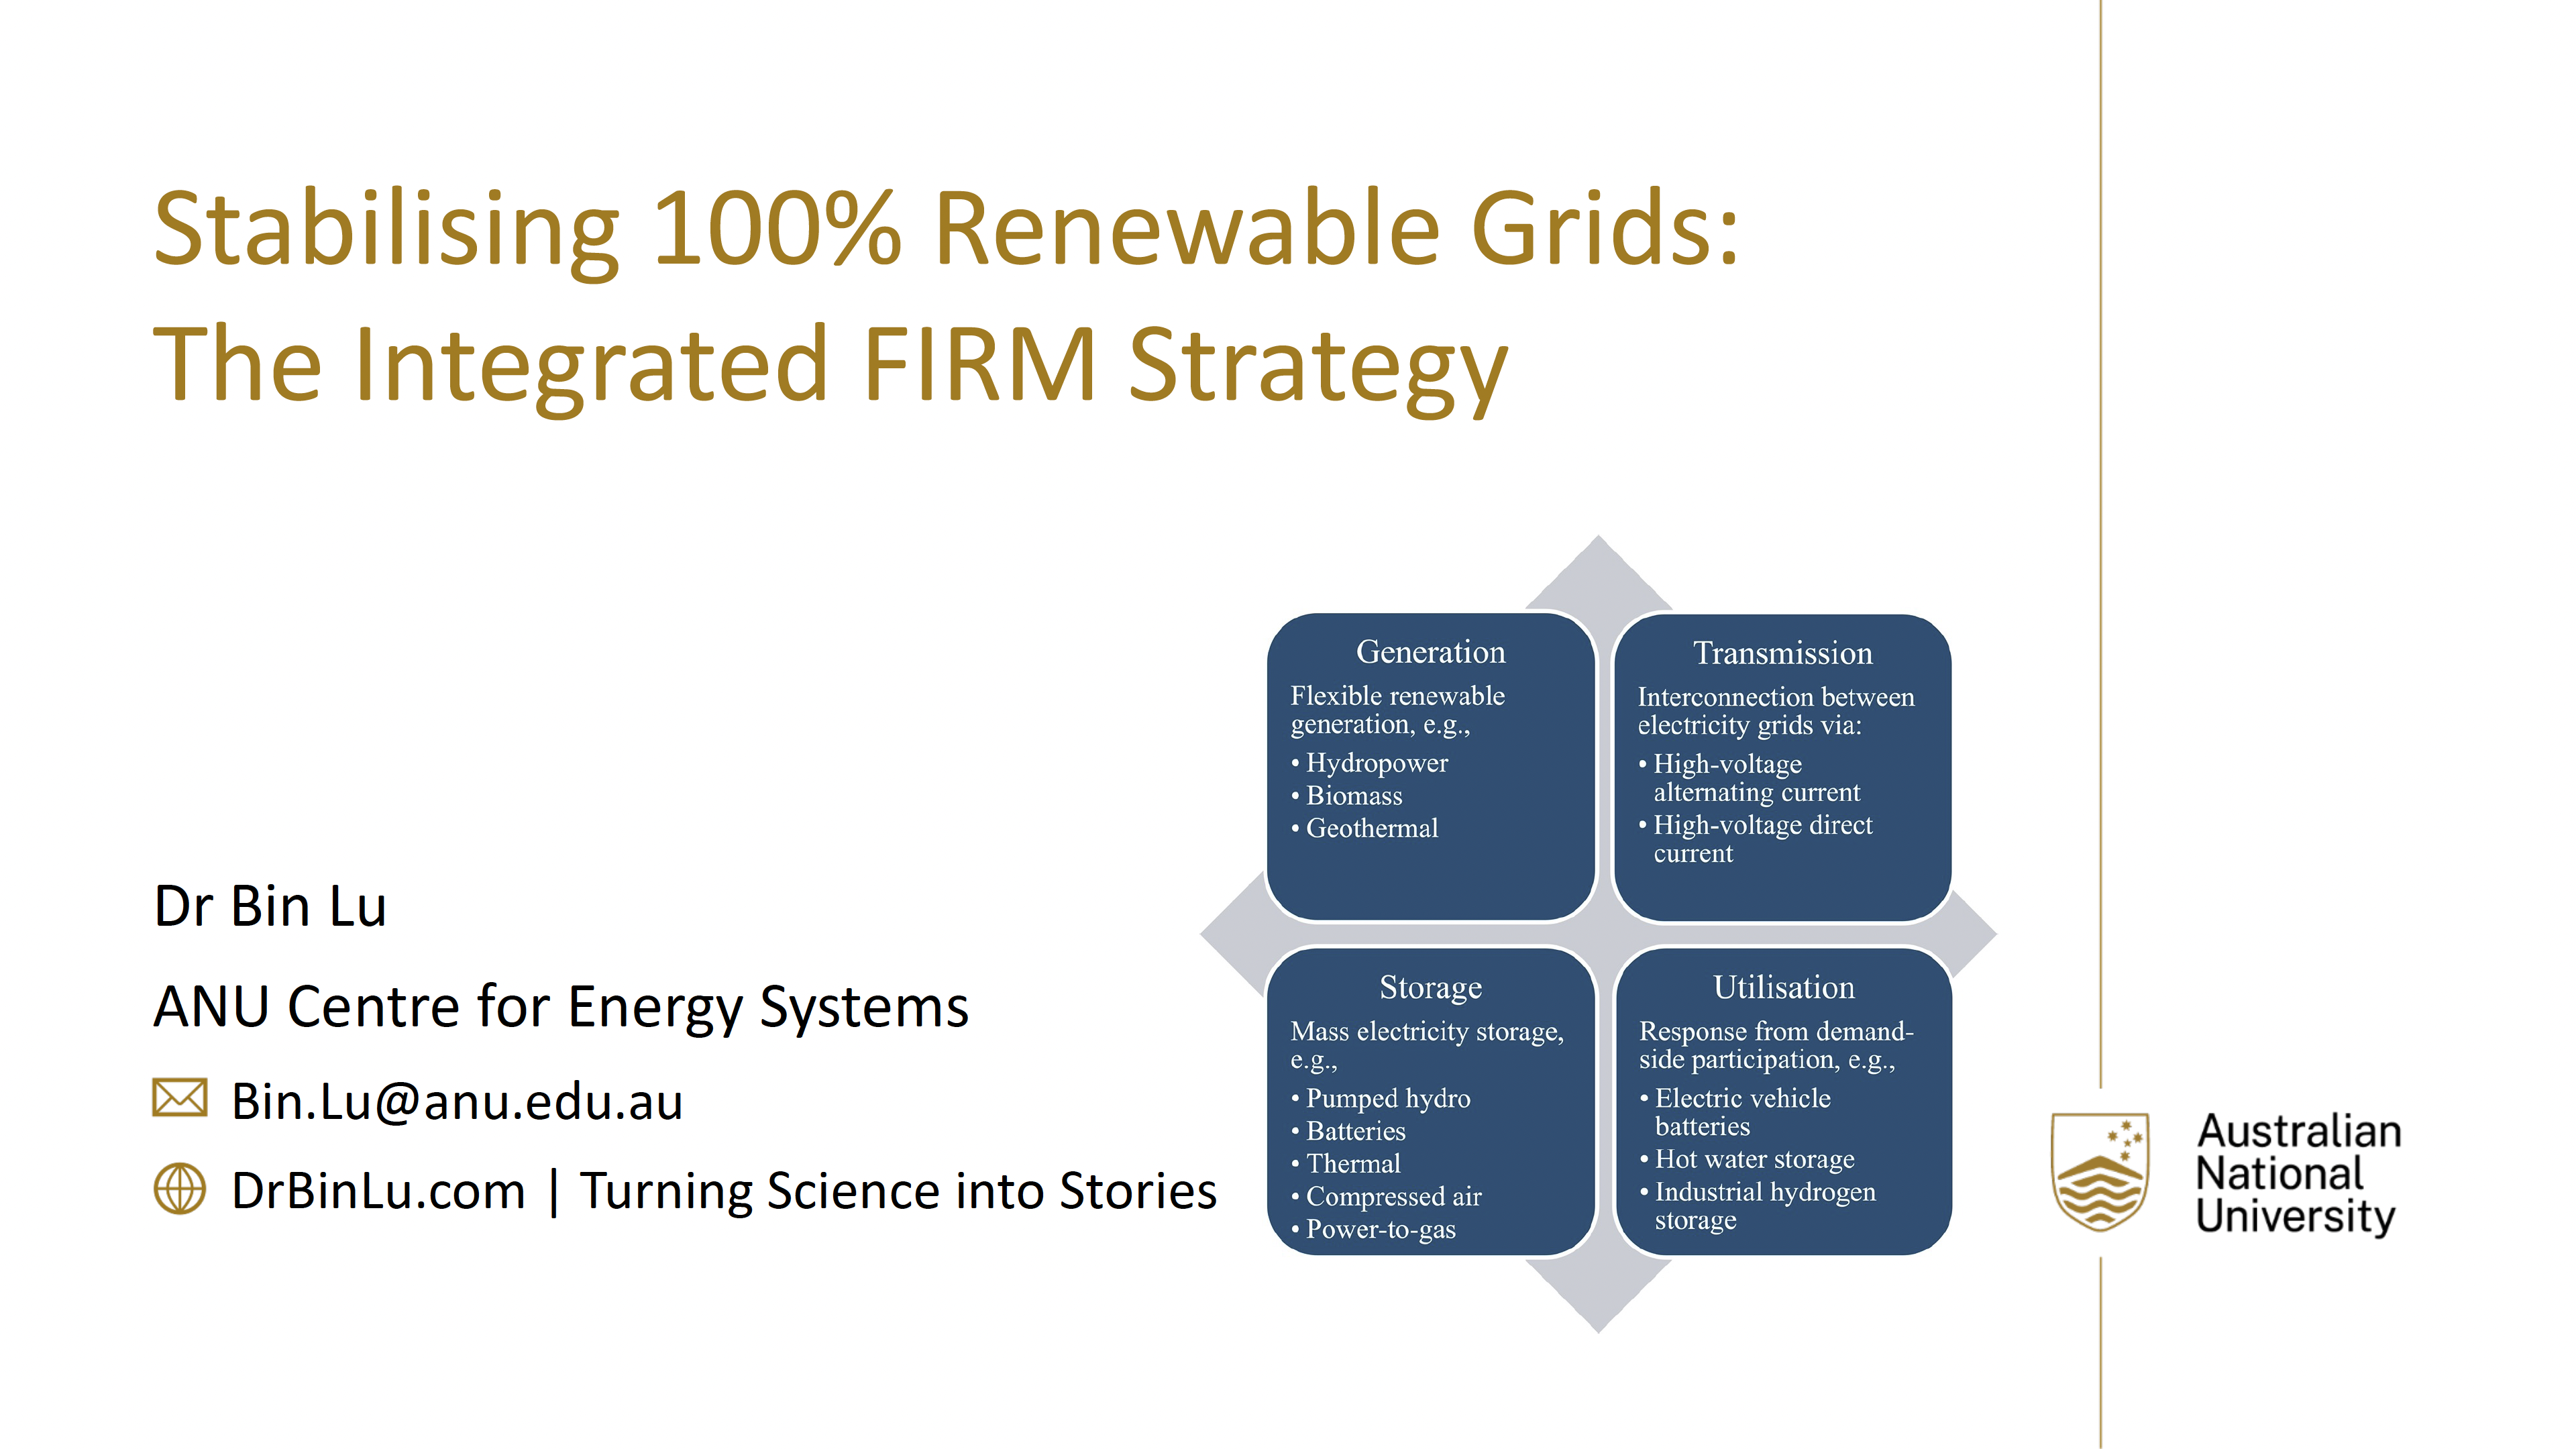 Stabilising 100% Renewable Grids:
The Integrated FIRM Strategy
Generation
Flexible renewable
generation, e.g.,
• Hydropower
• Biomass
• Geothermal
Transmission
Interconnection between
electricity grids via:
• High-voltage
alternating current
• High-voltage direct
current
Storage
Mass electricity storage,
e.g.,
• Pumped hydro
• Batteries
• Thermal
• Compressed air
• Power-to-gas
Utilisation
Response from demand-
side participation, e.g.,
• Electric vehicle
batteries
• Hot water storage
• Industrial hydrogen
storage
Dr Bin Lu
ANU Centre for Energy Systems
Bin.Lu@anu.edu.au
DrBinLu.com | Turning Science into Stories
Australian
National
University